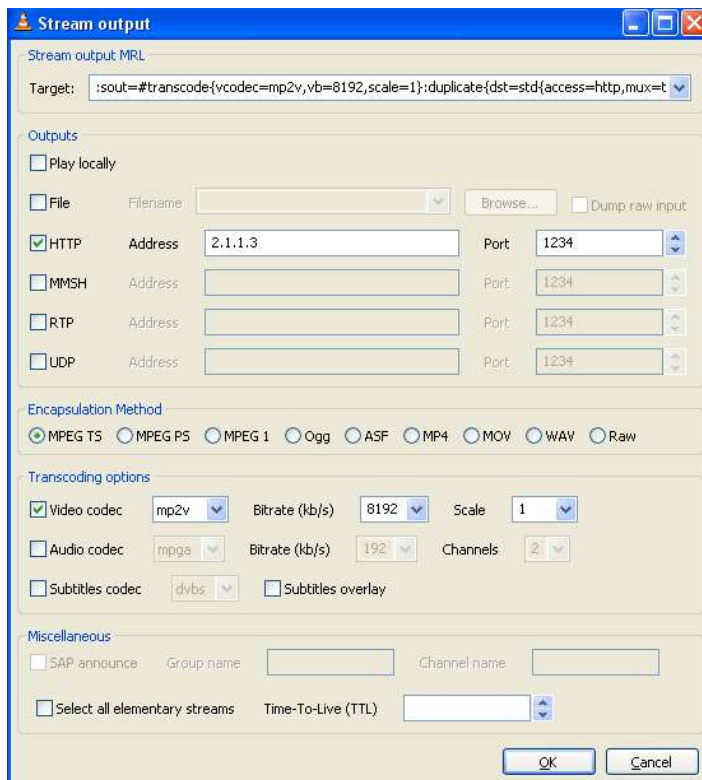 Stream output
Stream output MRL
Target: :sout=#transcode{vcodec=mp2v,vb=8192,scale=1}:duplicate{dst=std{access=http,mux=t
Outputs
Play locally
File Filename Browse... Dump raw input
HTTP Address 2.1.1.3 Port 1234
MMSH Address Port 1234
RTP Address Port 1234
UDP Address Port 1234
Encapsulation Method
MPEG TS MPEG PS MPEG 1 Ogg ASF MP4 MOV WAV Raw
Transcoding options
Video codec mp2v Bitrate (kb/s) 8192 Scale 1
Audio codec mpga Bitrate (kb/s) 192 Channels 2
Subtitles codec dvbs Subtitles overlay
Miscellaneous
SAP announce Group name Channel name
Select all elementary streams Time-To-Live (TTL)
OK Cancel